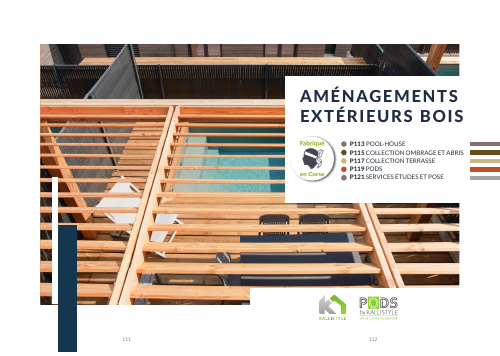 AMÉNAGEMENTS
EXTÉRIEURS BOIS
Fabriqué
en Corse
P113 POOL-HOUSE
P115 COLLECTION OMBRAGE ET ABRIS
P117 COLLECTION TERRASSE
P119 PODS
P121 SERVICES ÉTUDES ET POSE
KALLISTYLE
PODS
by KALLISTYLE
111
112